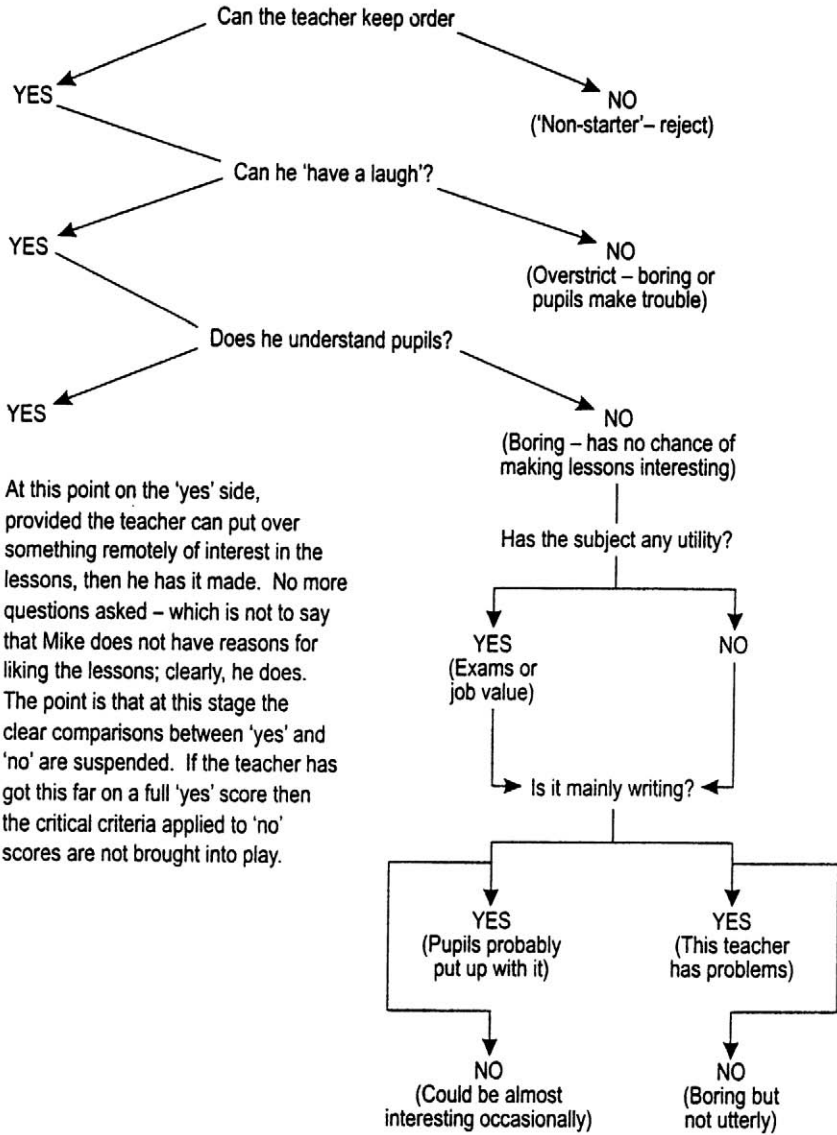 Can the teacher keep order
YES
NO
('Non-starter'– reject)
Can he 'have a laugh'?
YES
NO
(Overstrict – boring or
pupils make trouble)
Does he understand pupils?
YES
NO
(Boring – has no chance of
making lessons interesting)
At this point on the 'yes' side,
provided the teacher can put over
something remotely of interest in the
lessons, then he has it made. No more
questions asked – which is not to say
that Mike does not have reasons for
liking the lessons; clearly, he does.
The point is that at this stage the
clear comparisons between 'yes' and
'no' are suspended. If the teacher has
got this far on a full 'yes' score then
the critical criteria applied to 'no'
scores are not brought into play.
Has the subject any utility?
YES
(Exams or
job value)
NO
Is it mainly writing?
YES
(Pupils probably
put up with it)
YES
(This teacher
has problems)
NO
(Could be almost
interesting occasionally)
NO
(Boring but
not utterly)